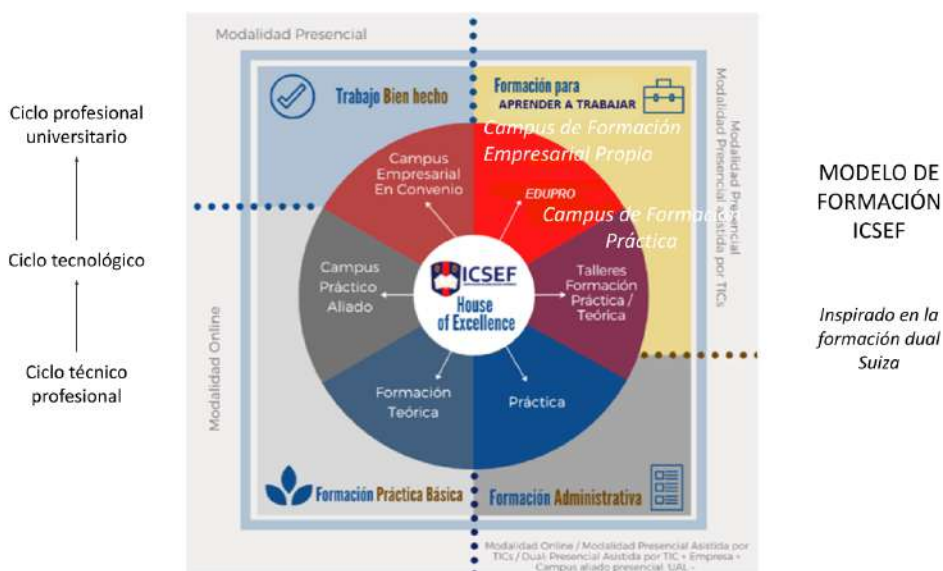 Ciclo profesional
universitario
Ciclo tecnológico
Ciclo técnico
profesional
Modalidad Presencial
Modalidad Online
Trabajo Bien hecho
Formación para
APRENDER A TRABAJAR
Campus de Formación
Empresarial Propio
EDUPRO
Campus de Formación
Práctica
Campus
Empresarial
En Convenio
Campus
Práctico
Aliado
ICSEF
House
of Excellence
Talleres
Formación
Práctica /
Teórica
Formación
Teórica
Práctica
Formación Práctica Básica
Formación Administrativa
Modalidad Presencial
Modalidad Presencial asistida por TICs
Modalidad Online / Modalidad Presencial Asistida por
TICs / Dual: Presencial Asistida por TIC + Empresa +
Campus aliado presencial: UAL -
MODELO DE
FORMACIÓN
ICSEF
Inspirado en la
formación dual
Suiza